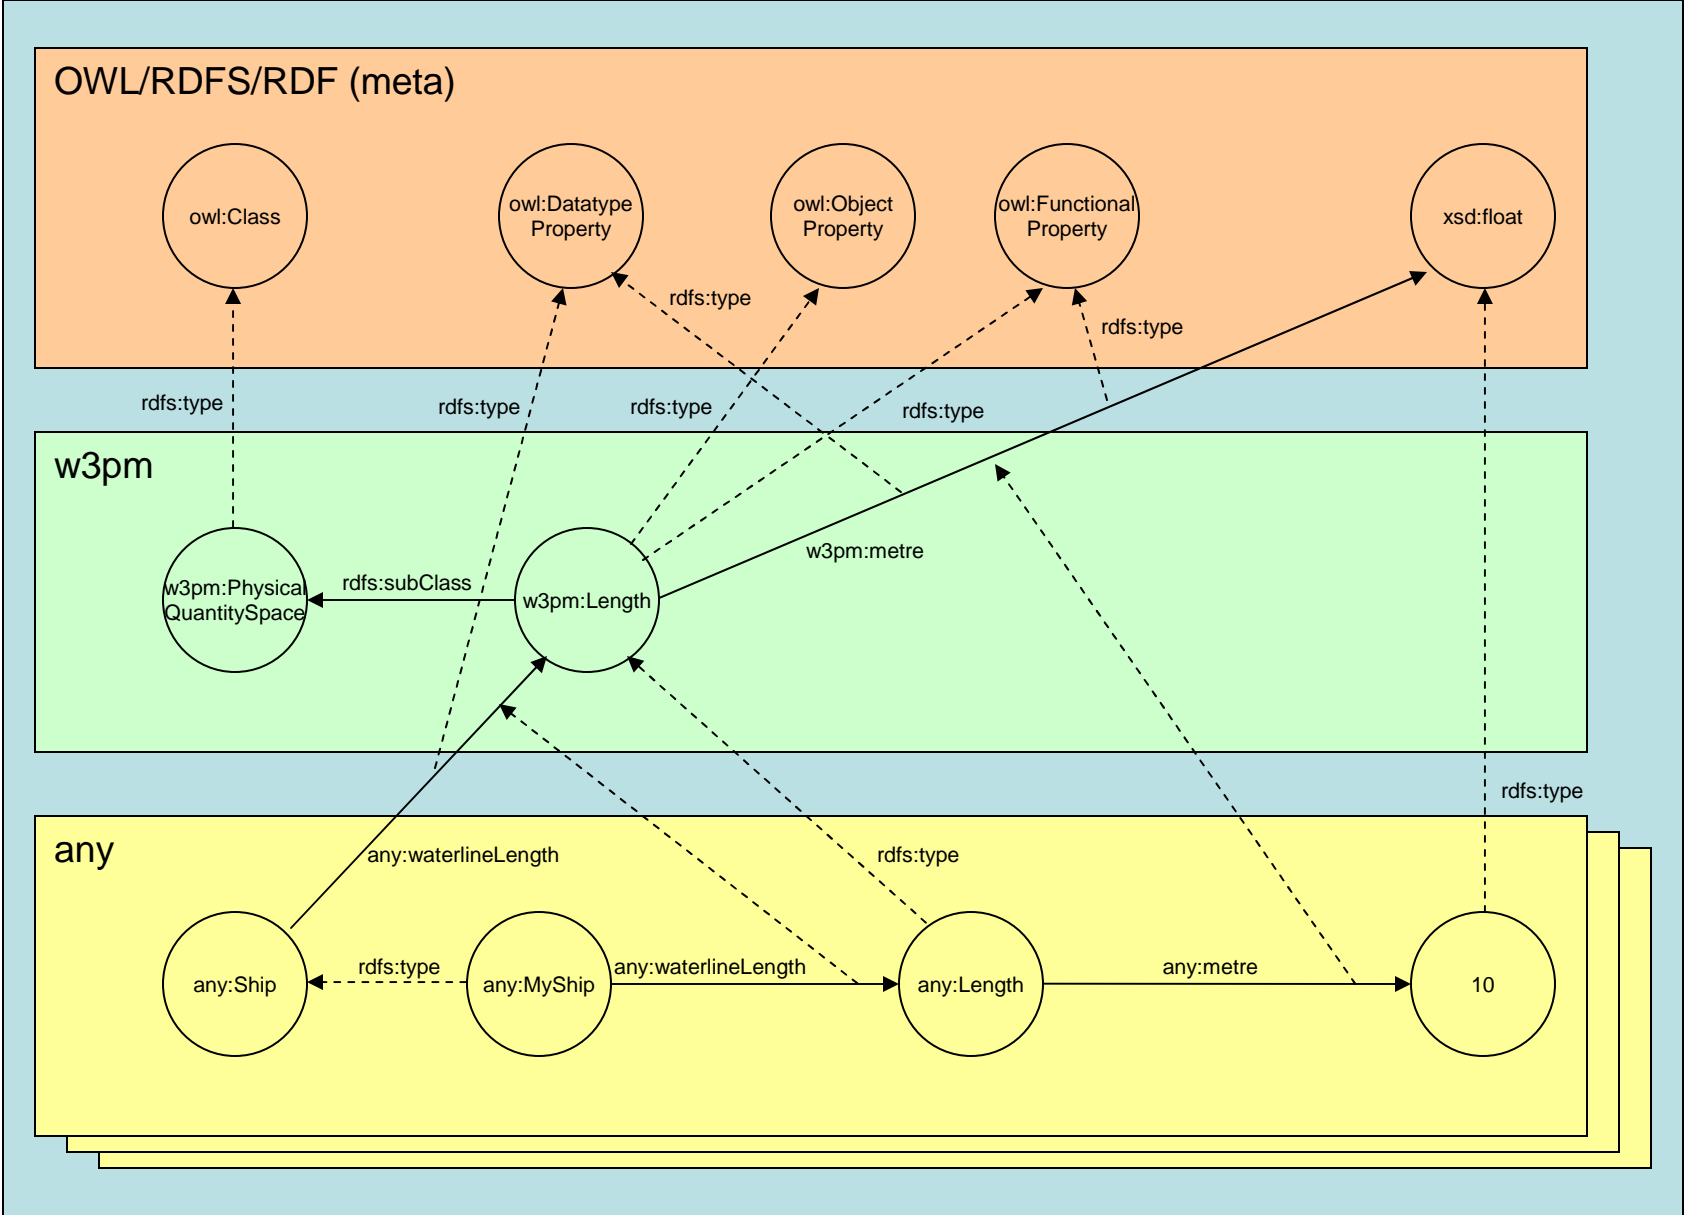 OWL/RDFS/RDF (meta)
owl:Class
owl:Datatype
Property
owl:Object
Property
owl:Functional
Property
xsd:float
rdfs:type
rdfs:type
rdfs:type
rdfs:type
rdfs:type
rdfs:type
w3pm
w3pm:metre
w3pm:Physical
QuantitySpace
rdfs:subClass
w3pm:Length
rdfs:type
any
any:waterlineLength
rdfs:type
any:Ship
rdfs:type
any:MyShip
any:waterlineLength
any:Length
any:metre
10